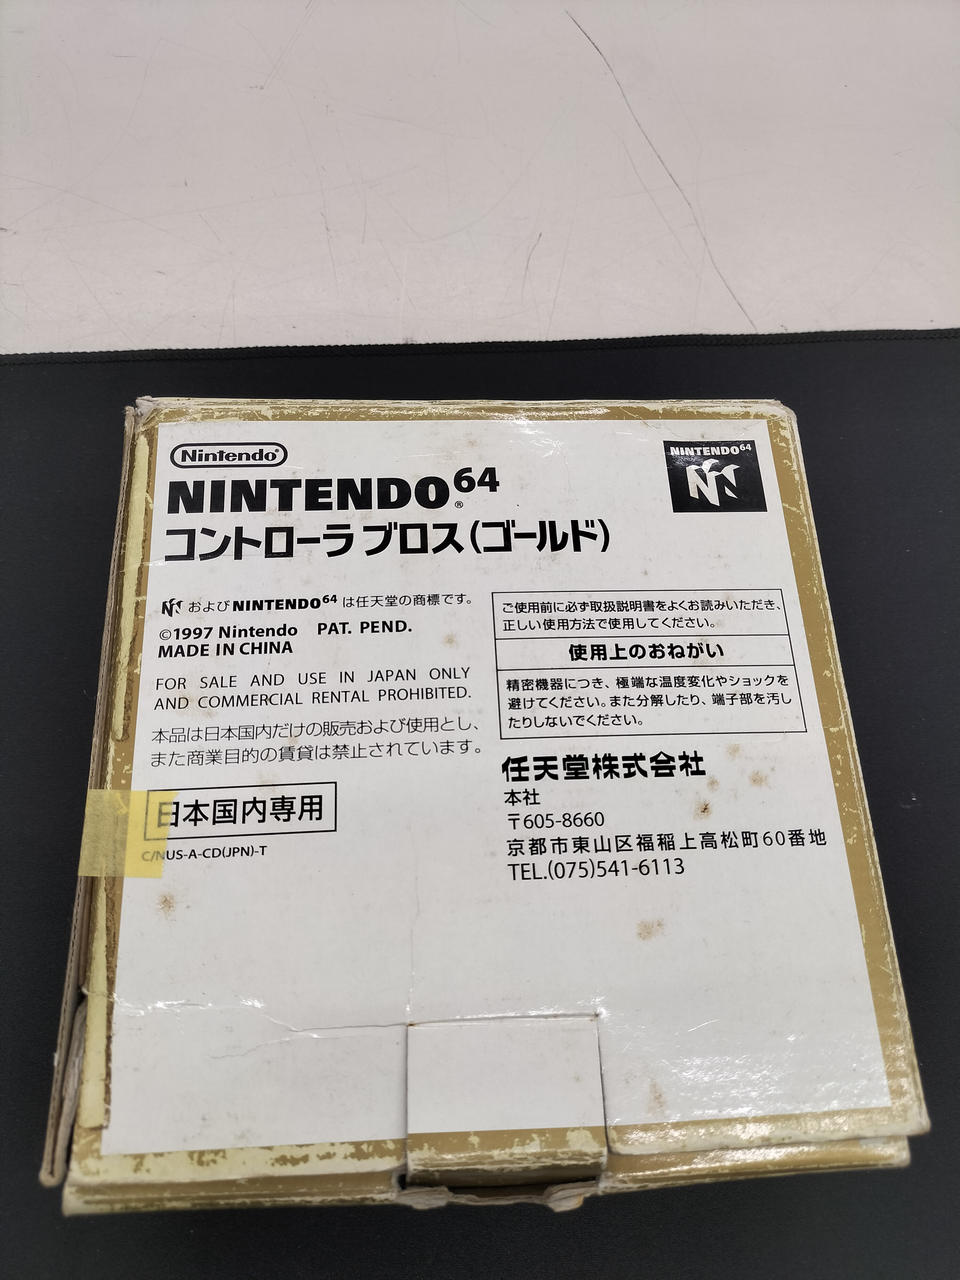 Nintendo®
NINTENDO64®
コントローラ ブロス(ゴールド)
NINTENDO64
および NINTENDO64 は任天堂の商標です。
©1997 Nintendo PAT. PEND.
MADE IN CHINA
FOR SALE AND USE IN JAPAN ONLY
AND COMMERCIAL RENTAL PROHIBITED.
本品は日本国内だけの販売および使用とし、
また商業目的の賃貸は禁止されています。
日本国内専用
C/NUS-A-CD(JPN)-T
ご使用前に必ず取扱説明書をよくお読みいただき、
正しい使用方法で使用してください。
使用上のおねがい
精密機器につき、極端な温度変化やショックを
避けてください。また分解したり、端子部を汚し
たりしないでください。
任天堂株式会社
本社
〒605-8660
京都市東山区福稲上高松町60番地
TEL.(075)541-6113